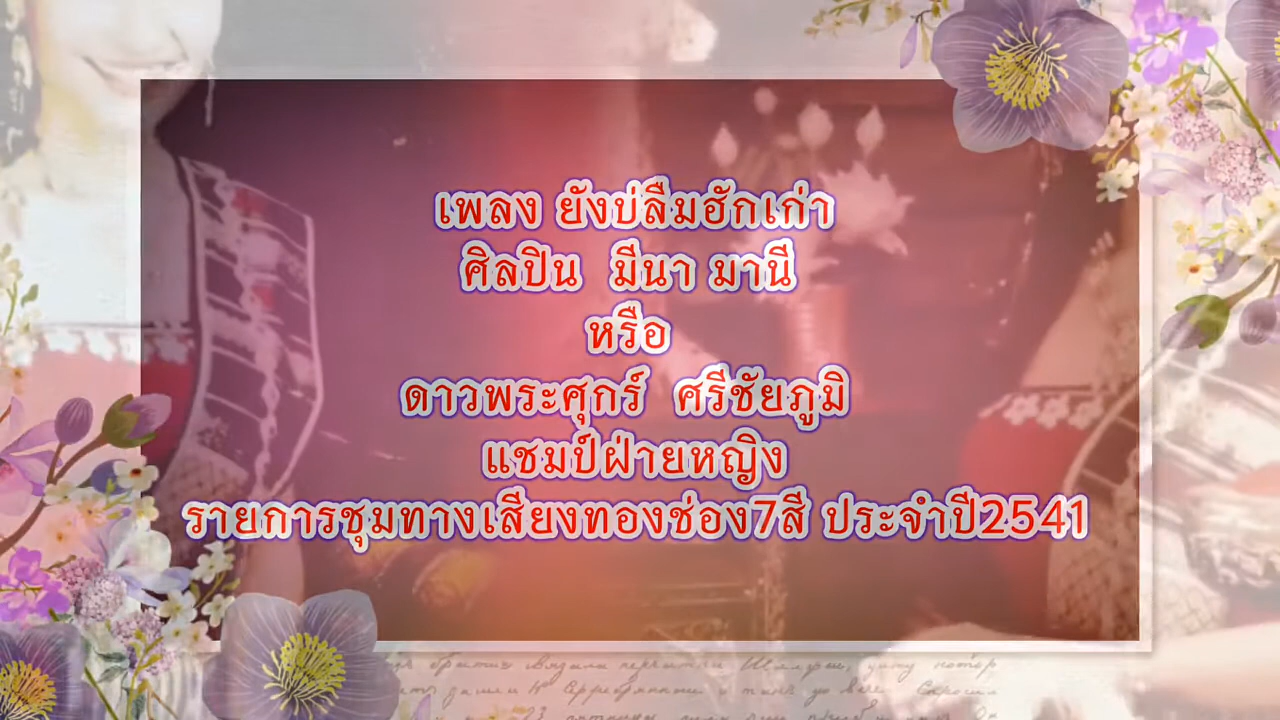 เพลง ยังบ่ลืมฮักเก่า
ศิลปิน มีนา มานี
หรือ
ดาวพระศุกร์ ศรีชัยภูมิ
แชมป์ฝ่ายหญิง
รายการชุมทางเสียงทองช่อง7สี ประจำปี2541